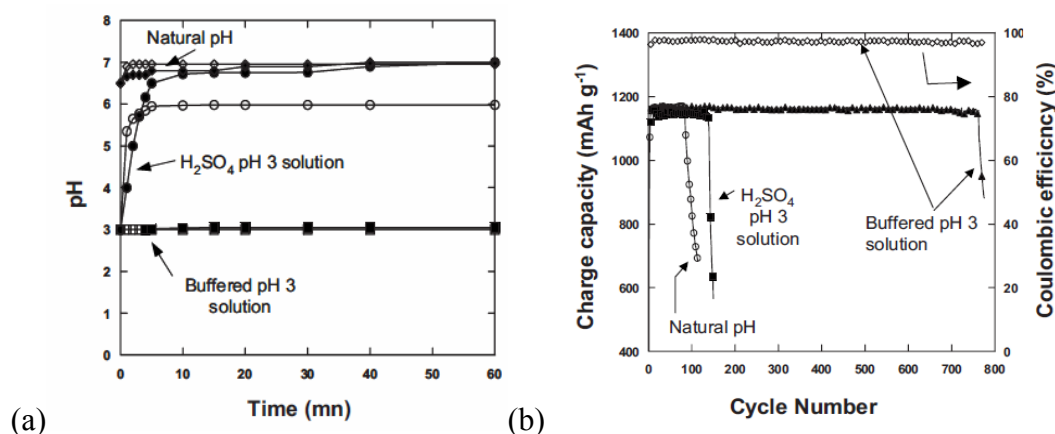 8
7
6
5
4
3
2
1
0
pH
Natural pH
H₂SO₄ pH 3 solution
Buffered pH 3
solution
0 10 20 30 40 50 60
Time (mn)
(a)
1400
1200
1000
800
600
400
Charge capacity (mAh g⁻¹)
H₂SO₄
pH 3
solution
Buffered pH 3
solution
Natural pH
100
80
60
40
20
0
Coulombic efficicncy (%)
0 100 200 300 400 500 600 700 800
Cycle Number
(b)